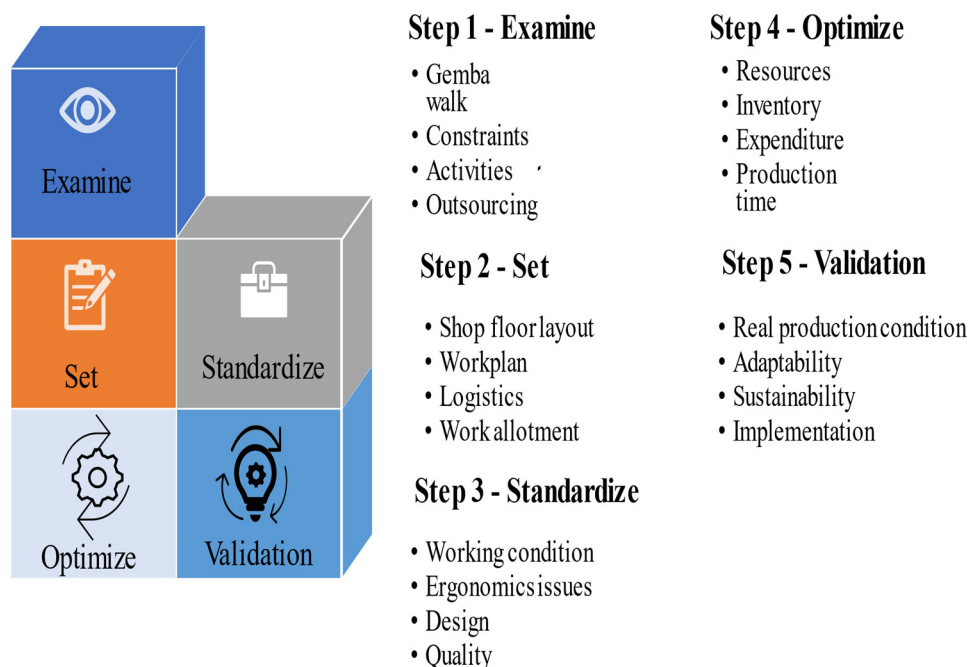 Examine
Set
Standardize
Optimize
Validation
Step 1 - Examine
• Gemba
walk
• Constraints
• Activities
• Outsourcing
Step 2 - Set
• Shop floor layout
• Workplan
• Logistics
• Work allotment
Step 3 - Standardize
• Working condition
• Ergonomics issues
• Design
• Quality
Step 4 - Optimize
• Resources
• Inventory
• Expenditure
• Production
time
Step 5 - Validation
• Real production condition
• Adaptability
• Sustainability
• Implementation